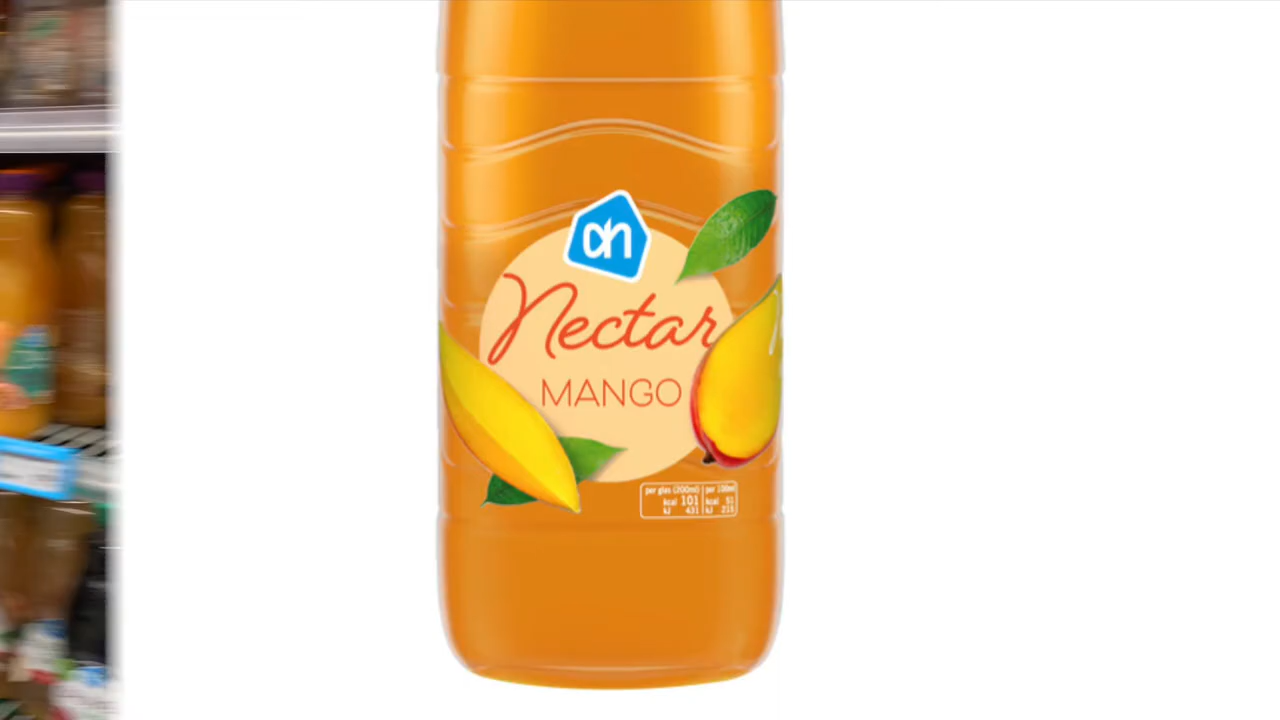 ah
Nectar
MANGO
per glas (200ml) per 100ml
kcal 101 kcal 51
kJ 431 kJ 215